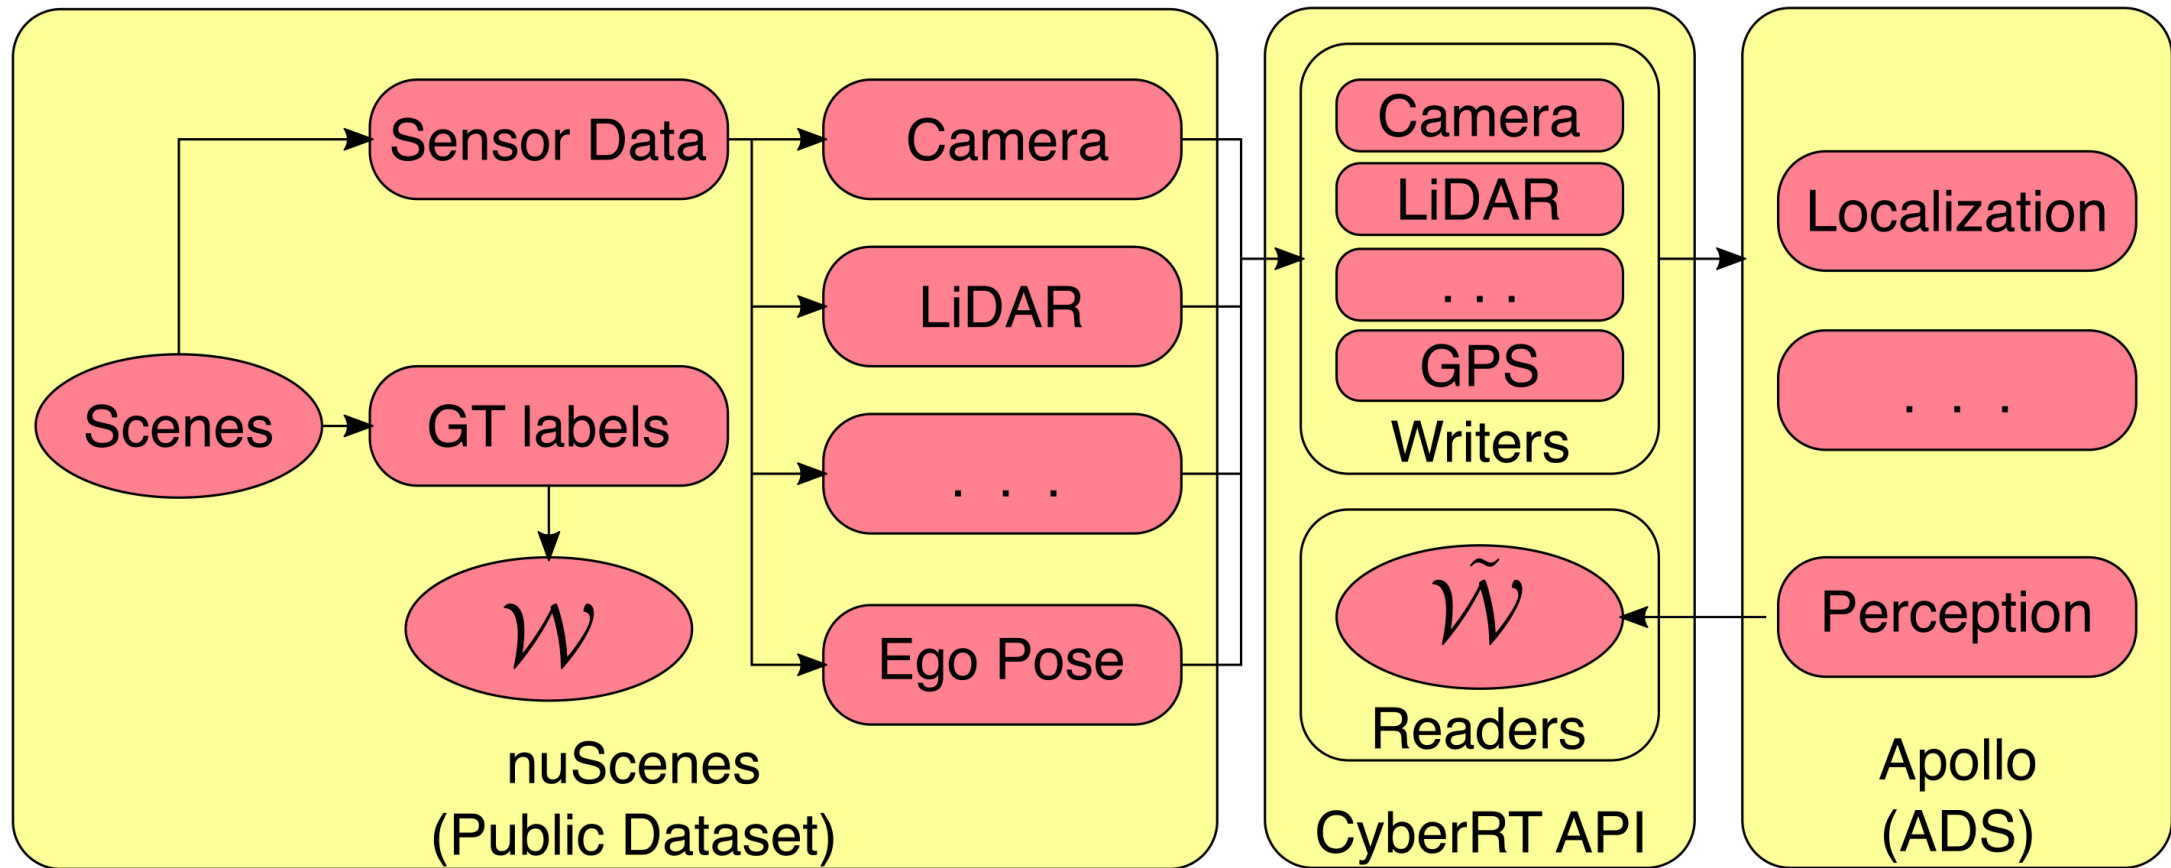 Sensor Data
Scenes
GT labels
𝒲
Camera
LiDAR
. . .
Ego Pose
nuScenes
(Public Dataset)
Camera
LiDAR
. . .
GPS
Writers
𝒲̃
Readers
CyberRT API
Localization
. . .
Perception
Apollo
(ADS)